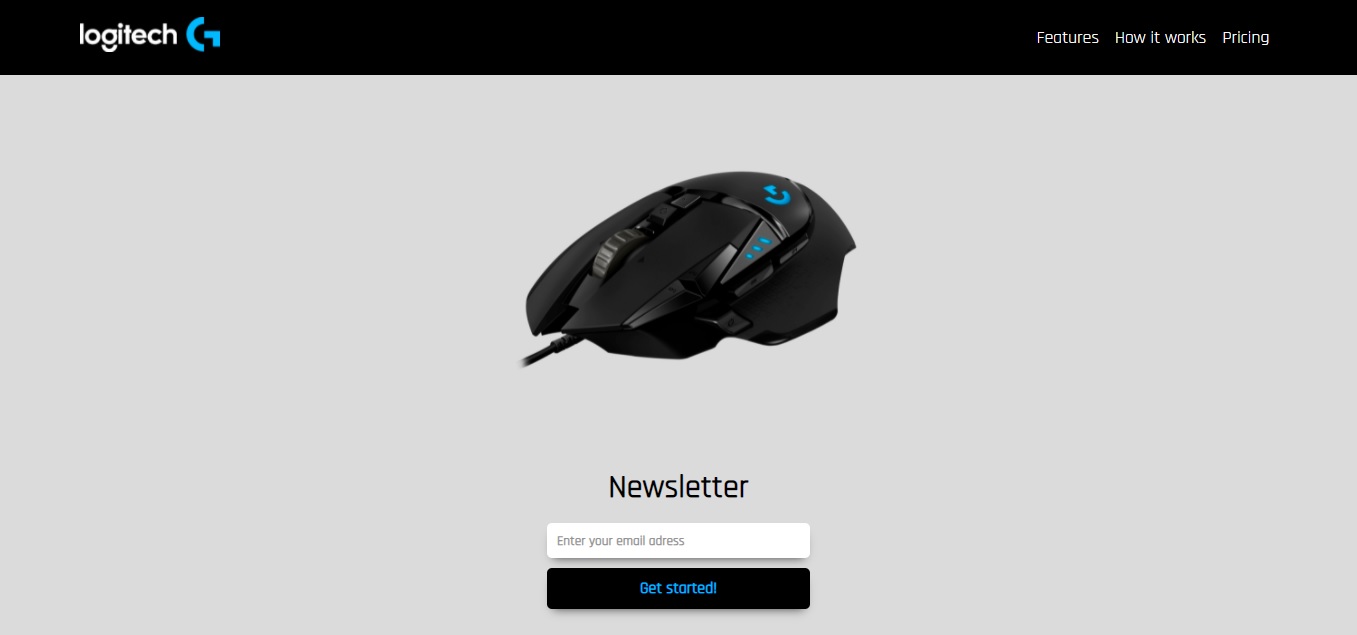 logitech G
Features How it works Pricing
Newsletter
Enter your email adress
Get started!